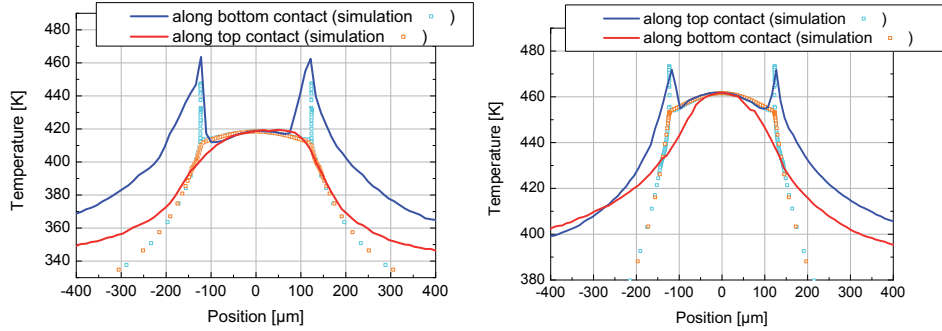 along bottom contact (simulation )
along top contact (simulation )
480
460
440
420
400
380
360
340
Temperature [K]
-400 -300 -200 -100 0 100 200 300 400
Position [µm]
along top contact (simulation )
along bottom contact (simulation )
480
460
440
420
400
380
Temperature [K]
-400 -300 -200 -100 0 100 200 300 400
Position [µm]